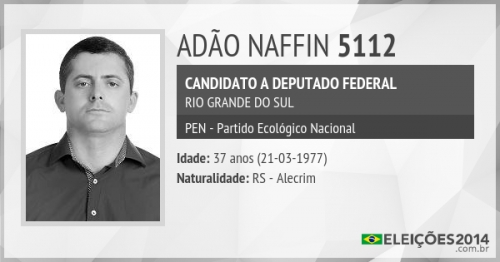 ADÃO NAFFIN 5112
CANDIDATO A DEPUTADO FEDERAL
RIO GRANDE DO SUL
PEN - Partido Ecológico Nacional
Idade: 37 anos (21-03-1977)
Naturalidade: RS - Alecrim
ELEIÇÕES2014
.com.br